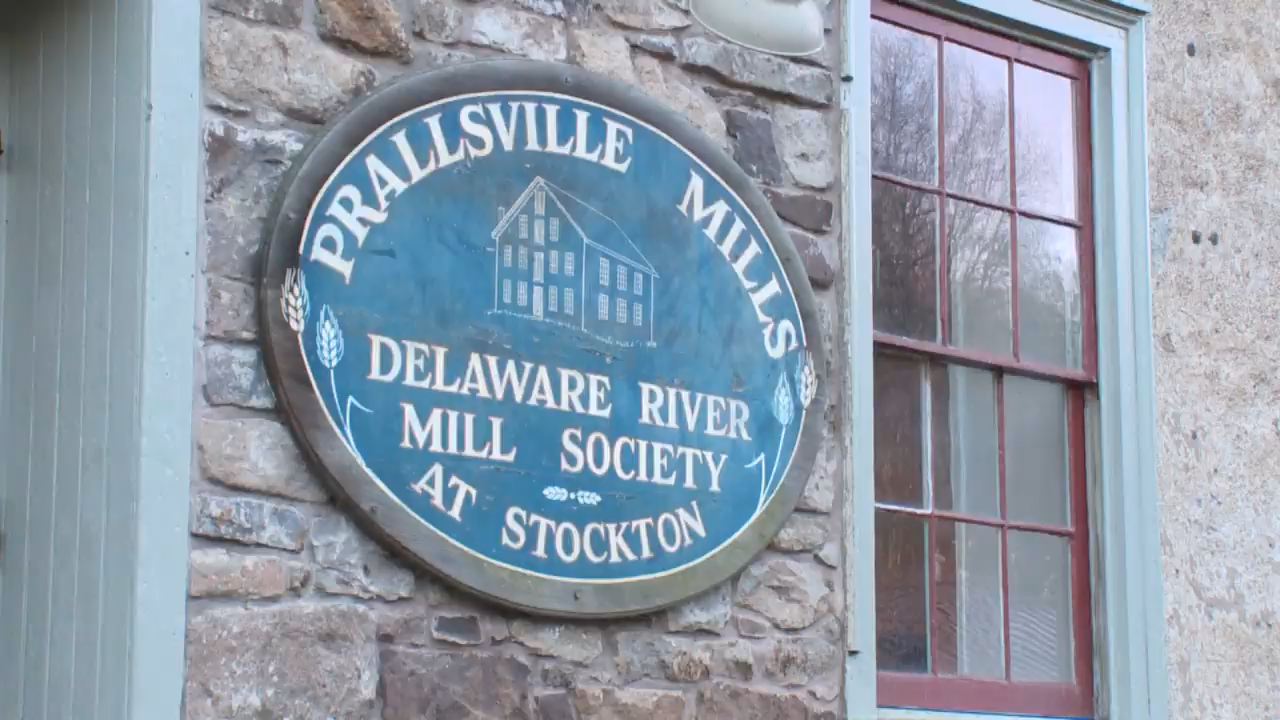 PRALLSVILLE MILLS
DELAWARE RIVER
MILL SOCIETY
AT STOCKTON